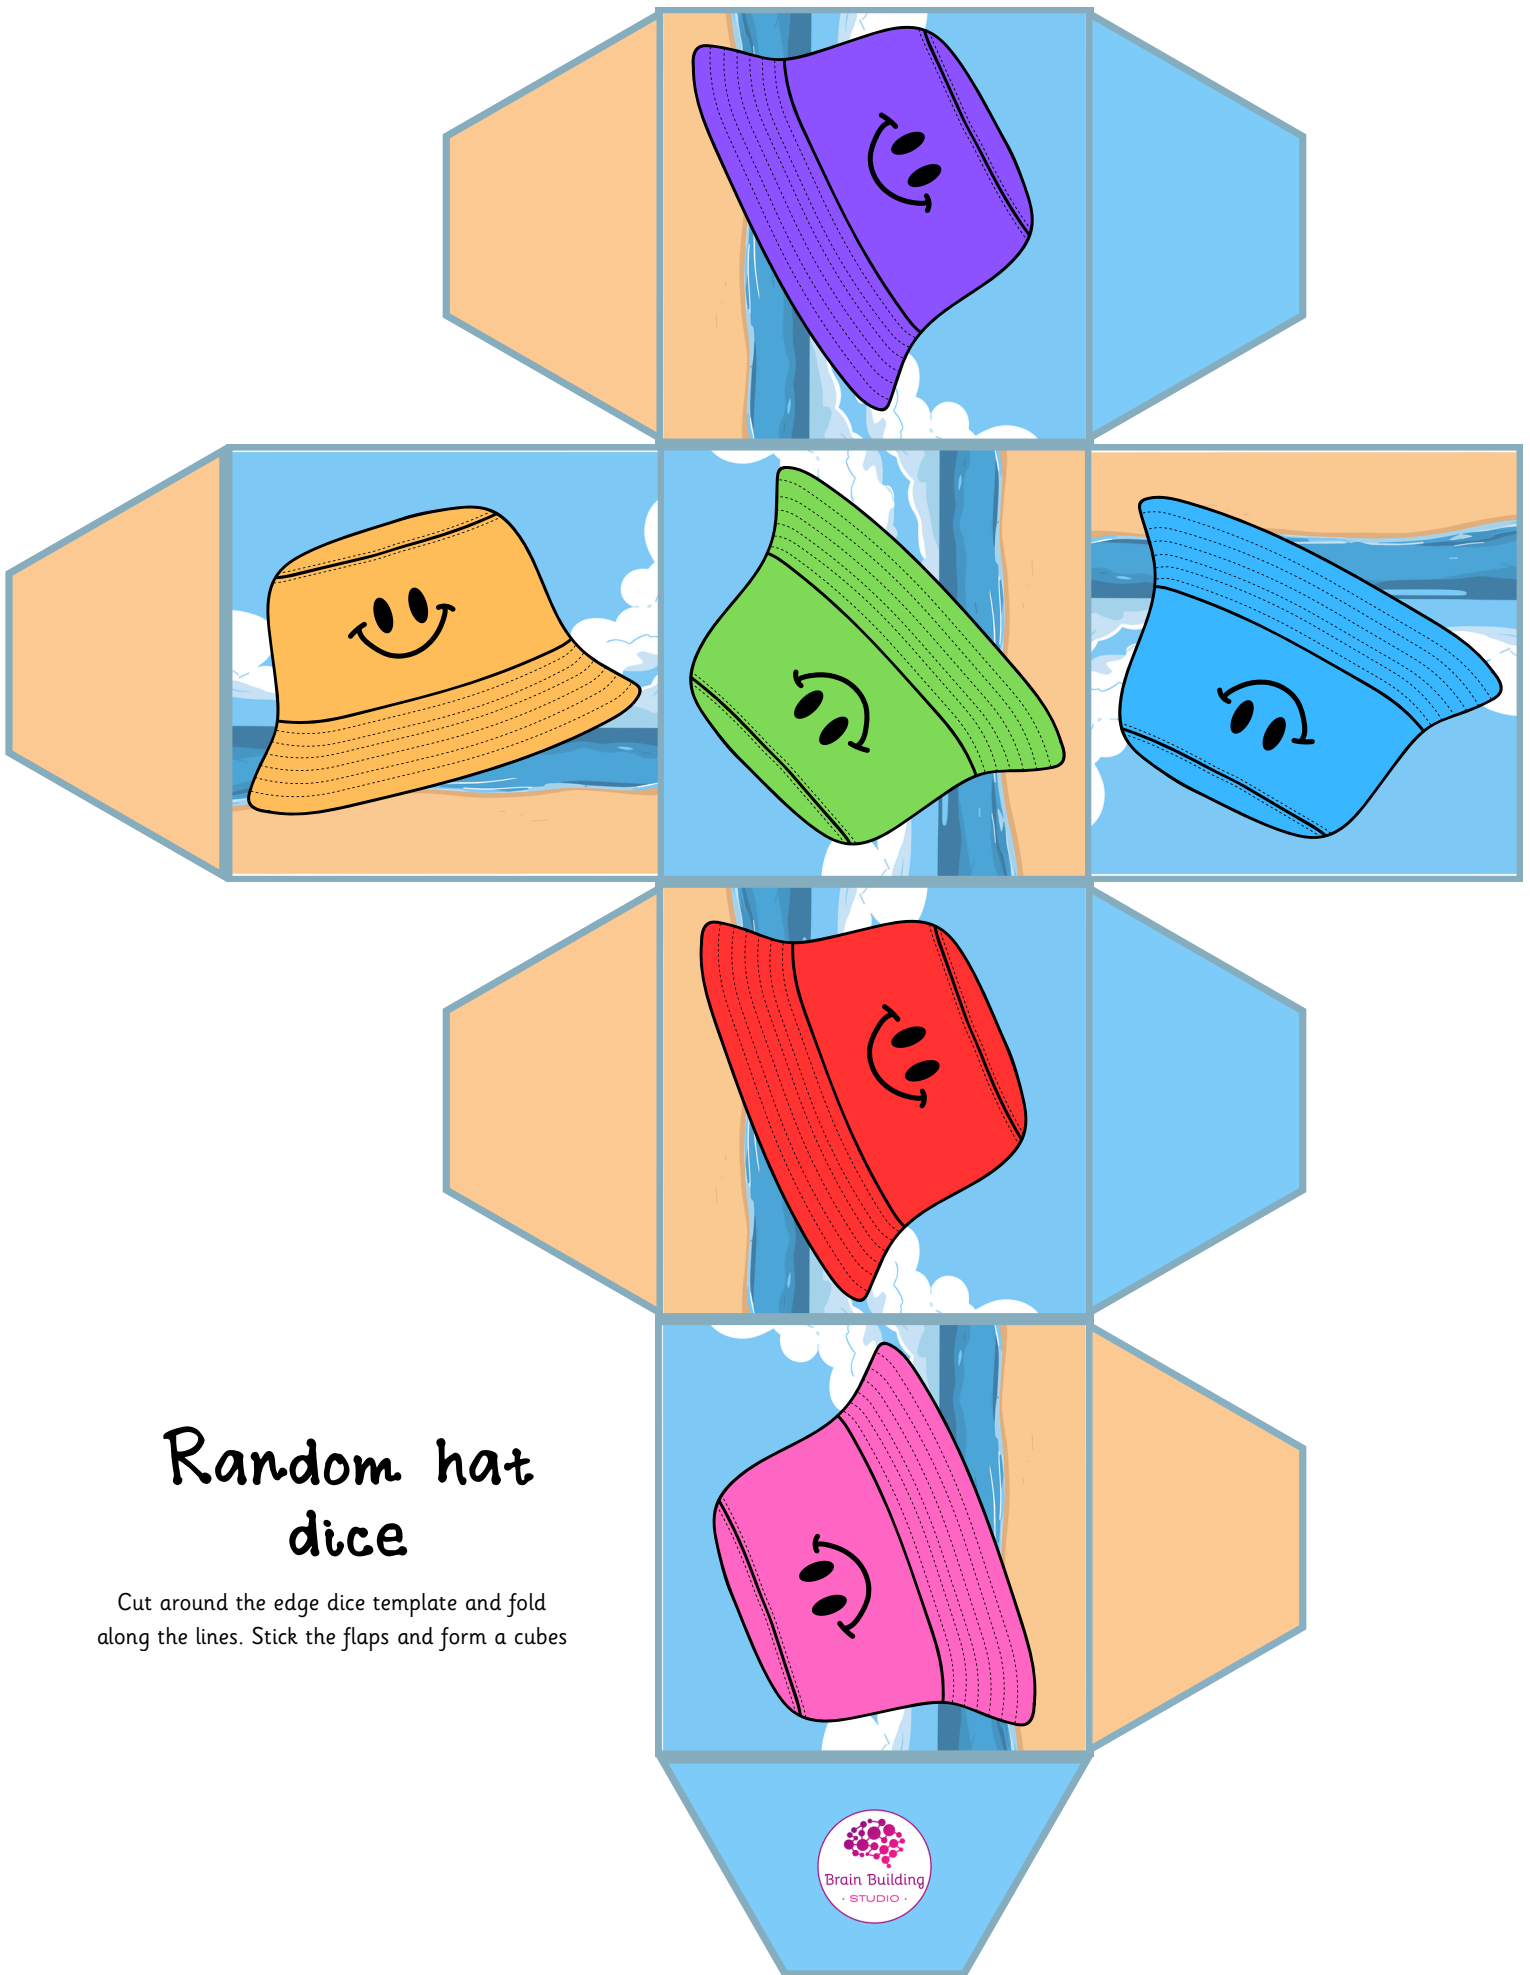 Random hat
dice
Cut around the edge dice template and fold
along the lines. Stick the flaps and form a cubes
Brain Building
· STUDIO ·